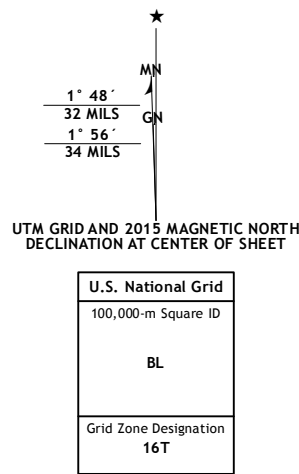 ★
MN
1° 48´
32 MILS
GN
1° 56´
34 MILS
UTM GRID AND 2015 MAGNETIC NORTH
DECLINATION AT CENTER OF SHEET
U.S. National Grid
100,000-m Square ID
BL
Grid Zone Designation
16T